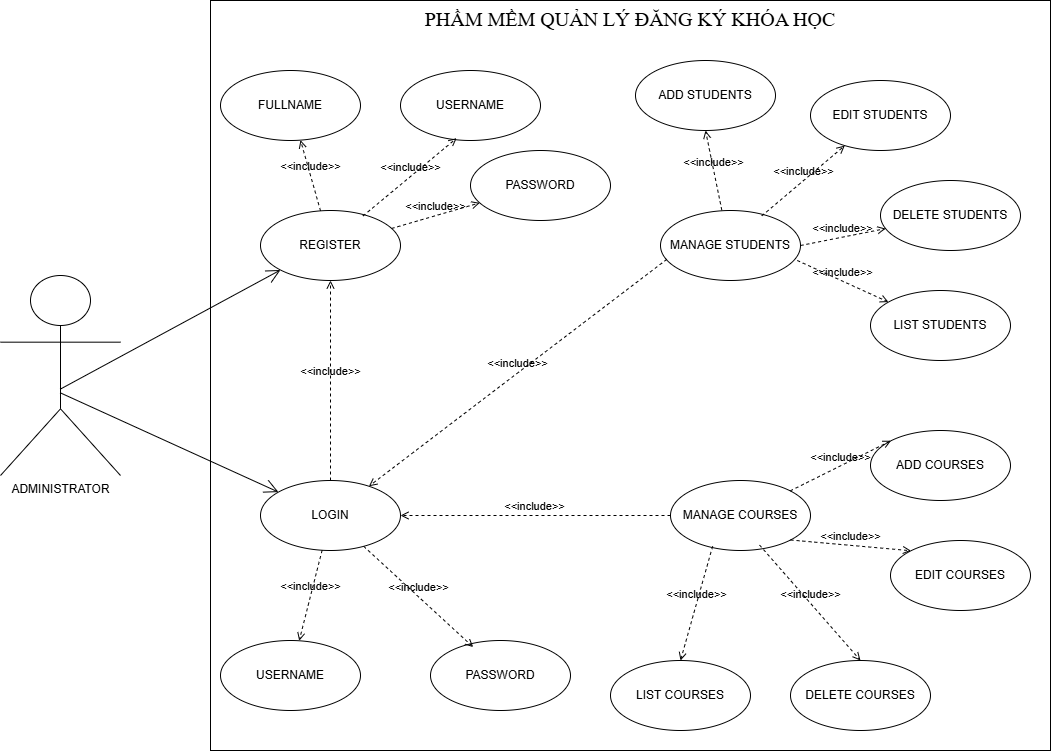 PHẦM MỀM QUẢN LÝ ĐĂNG KÝ KHÓA HỌC
FULLNAME
USERNAME
ADD STUDENTS
EDIT STUDENTS
<<include>>
<<include>>
<<include>>
<<include>>
PASSWORD
<<include>>
DELETE STUDENTS
<<include>>
REGISTER
MANAGE STUDENTS
<<include>>
LIST STUDENTS
<<include>>
<<include>>
ADMINISTRATOR
<<include>>
ADD COURSES
LOGIN
<<include>>
MANAGE COURSES
<<include>>
EDIT COURSES
<<include>>
<<include>>
<<include>>
<<include>>
USERNAME
PASSWORD
LIST COURSES
DELETE COURSES